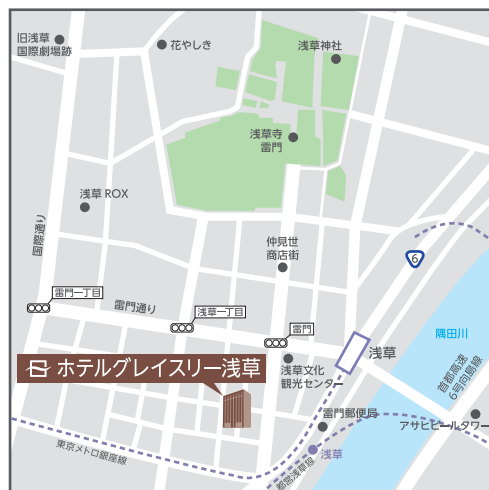 旧浅草
国際劇場跡
花やしき
浅草神社
浅草寺
雷門
浅草 ROX
国際通り
仲見世
商店街
6
雷門一丁目
雷門通り
浅草一丁目
雷門
隅田川
浅草
浅草文化
観光センター
ホテルグレイスリー浅草
首都高速
6号向島線
雷門郵便局
アサヒビールタワー
東京メトロ銀座線
浅草
都営浅草線